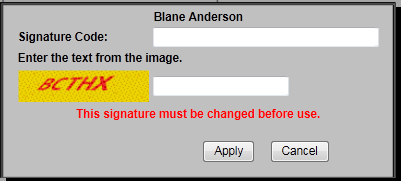 Blane Anderson
Signature Code:
Enter the text from the image.
BCTHX
This signature must be changed before use.
Apply Cancel